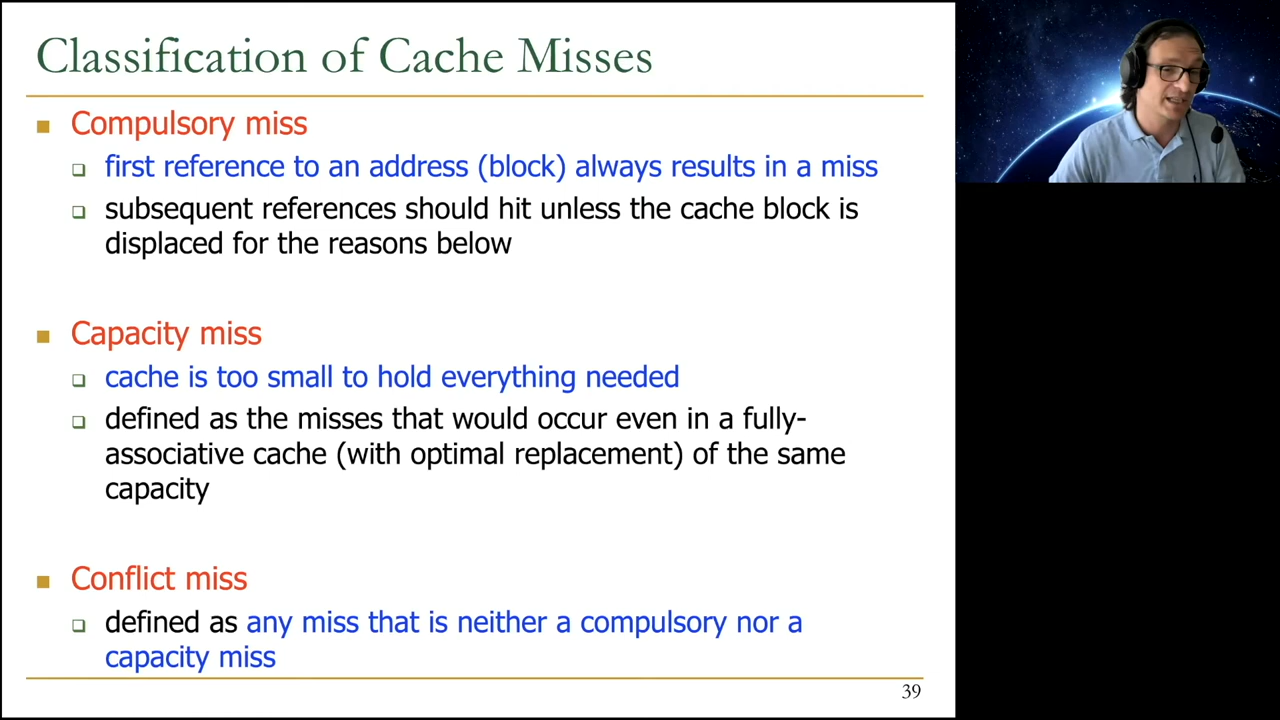 Classification of Cache Misses
Compulsory miss
first reference to an address (block) always results in a miss
subsequent references should hit unless the cache block is
displaced for the reasons below
Capacity miss
cache is too small to hold everything needed
defined as the misses that would occur even in a fully-
associative cache (with optimal replacement) of the same
capacity
Conflict miss
defined as any miss that is neither a compulsory nor a
capacity miss
39